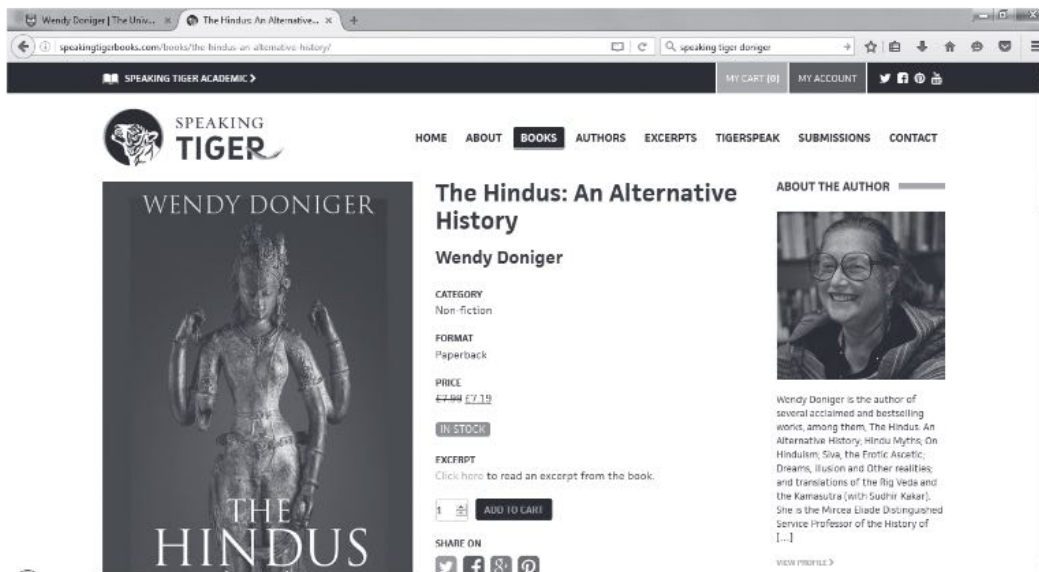 Wendy Doniger | The Univ...
The Hindus: An Alternative...
speakingtigerbooks.com/books/the-hindus-an-alternative-history/
speaking tiger doniger
SPEAKING TIGER ACADEMIC >
MY CART (0)
MY ACCOUNT
SPEAKING
TIGER
HOME ABOUT BOOKS AUTHORS EXCERPTS TIGERSPEAK SUBMISSIONS CONTACT
WENDY DONIGER
THE
HINDUS
The Hindus: An Alternative
History
Wendy Doniger
CATEGORY
Non-fiction
FORMAT
Paperback
PRICE
£7.99 £7.19
IN STOCK
EXCERPT
Click here to read an excerpt from the book.
1 ADD TO CART
SHARE ON
ABOUT THE AUTHOR
Wendy Doniger is the author of
several acclaimed and bestselling
works, among them, The Hindus: An
Alternative History; Hindu Myths; On
Hinduism; Siva, the Erotic Ascetic;
Dreams, Illusion and Other realities;
and translations of the Rig Veda and
the Kamasutra (with Sudhir Kakar).
She is the Mircea Eliade Distinguished
Service Professor of the History of
[...]
VIEW PROFILE >